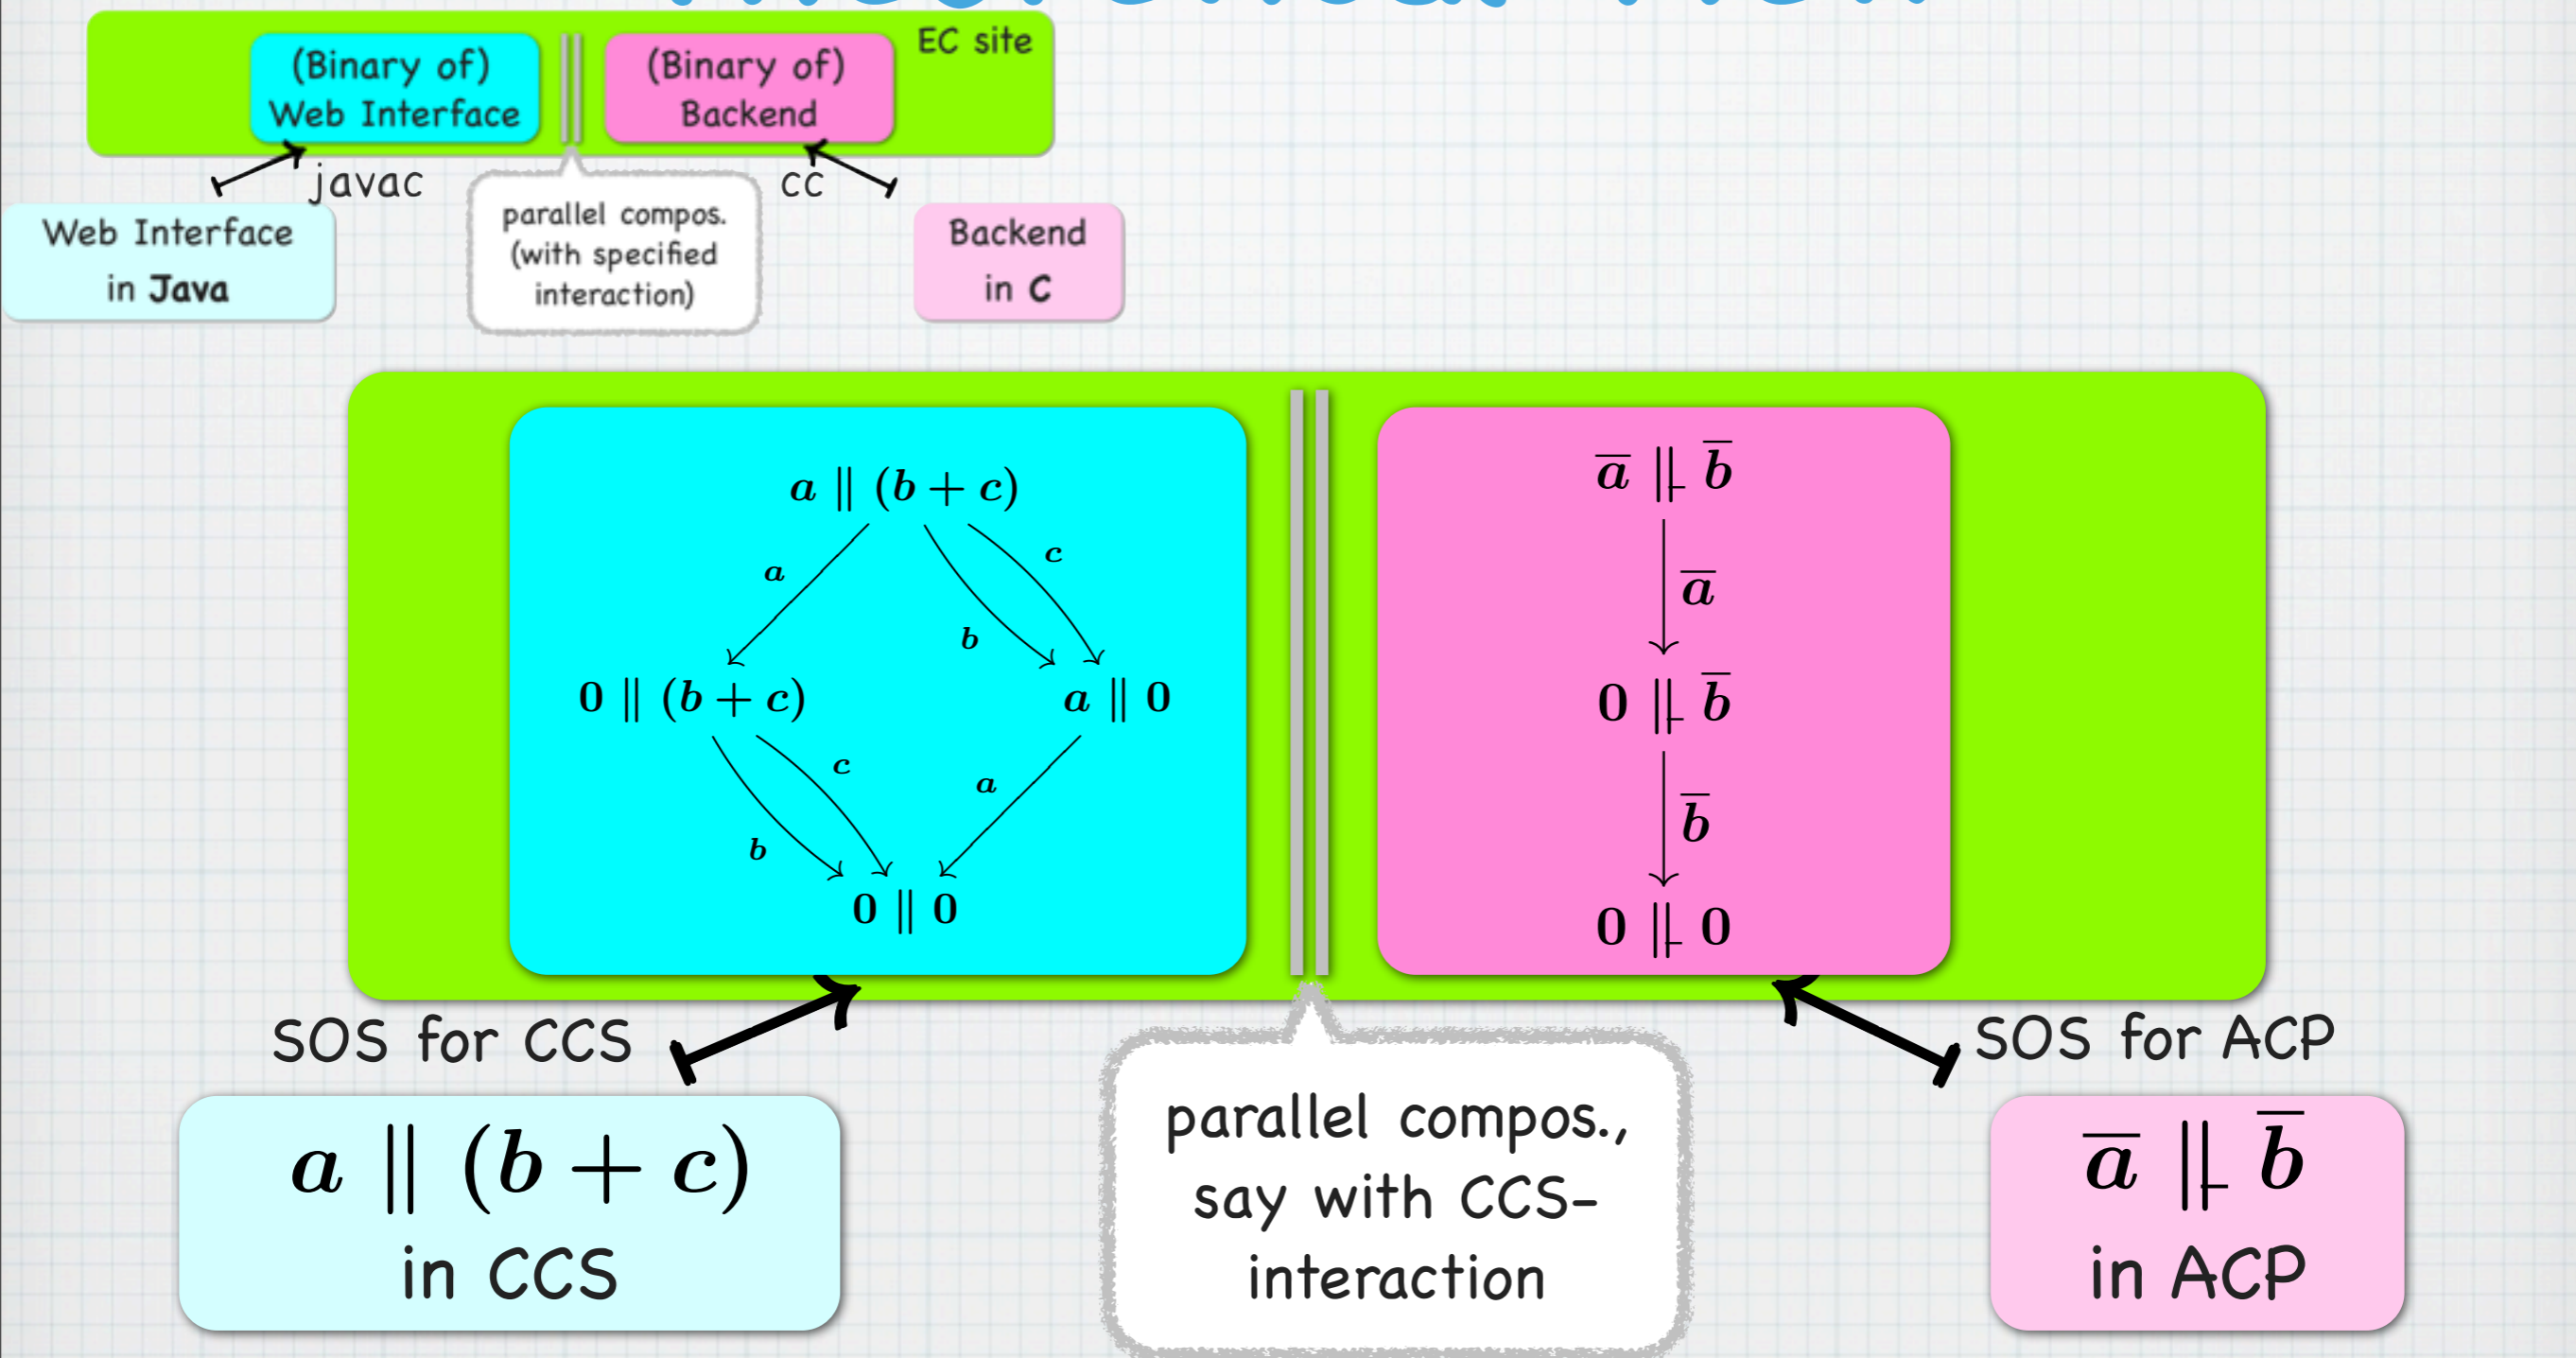 EC site
(Binary of)
Web Interface
(Binary of)
Backend
javac
cc
Web Interface
in Java
parallel compos.
(with specified
interaction)
Backend
in C
a ∥ (b + c)
a
b
c
0 ∥ (b + c)
a ∥ 0
b
c
a
0 ∥ 0
a̅ ⌊⌊ b̅
a̅
0 ⌊⌊ b̅
b̅
0 ⌊⌊ 0
SOS for CCS
SOS for ACP
a ∥ (b + c)
in CCS
parallel compos.,
say with CCS-
interaction
a̅ ⌊⌊ b̅
in ACP